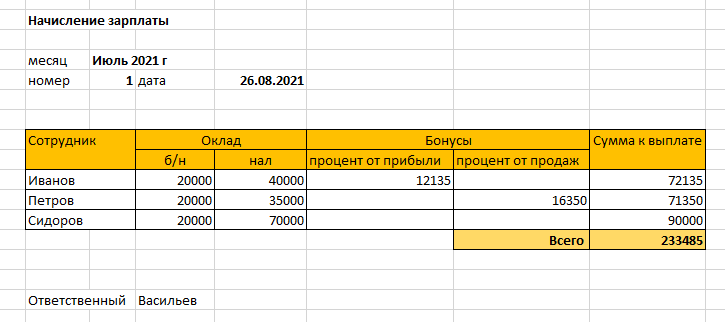 Начисление зарплаты
месяц Июль 2021 г
номер 1 дата 26.08.2021
Сотрудник Оклад Бонусы Сумма к выплате
б/н нал процент от прибыли процент от продаж
Иванов 20000 40000 12135 72135
Петров 20000 35000 16350 71350
Сидоров 20000 70000 90000
Всего 233485
Ответственный Васильев